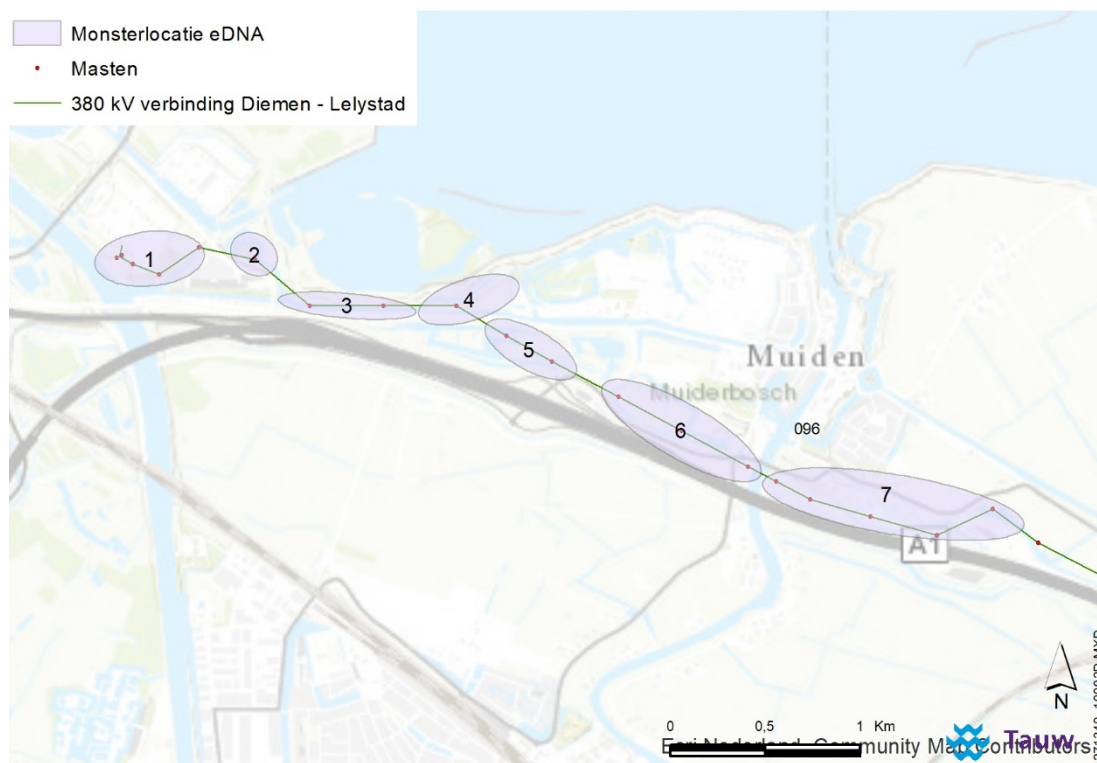 Monsterlocatie eDNA
Masten
380 kV verbinding Diemen - Lelystad
1
2
3
4
5
6
7
Muiden
Muiderbosch
096
A1
N
0 0,5 1 Km
Esri Nederland, Community Map Contributors
Tauw